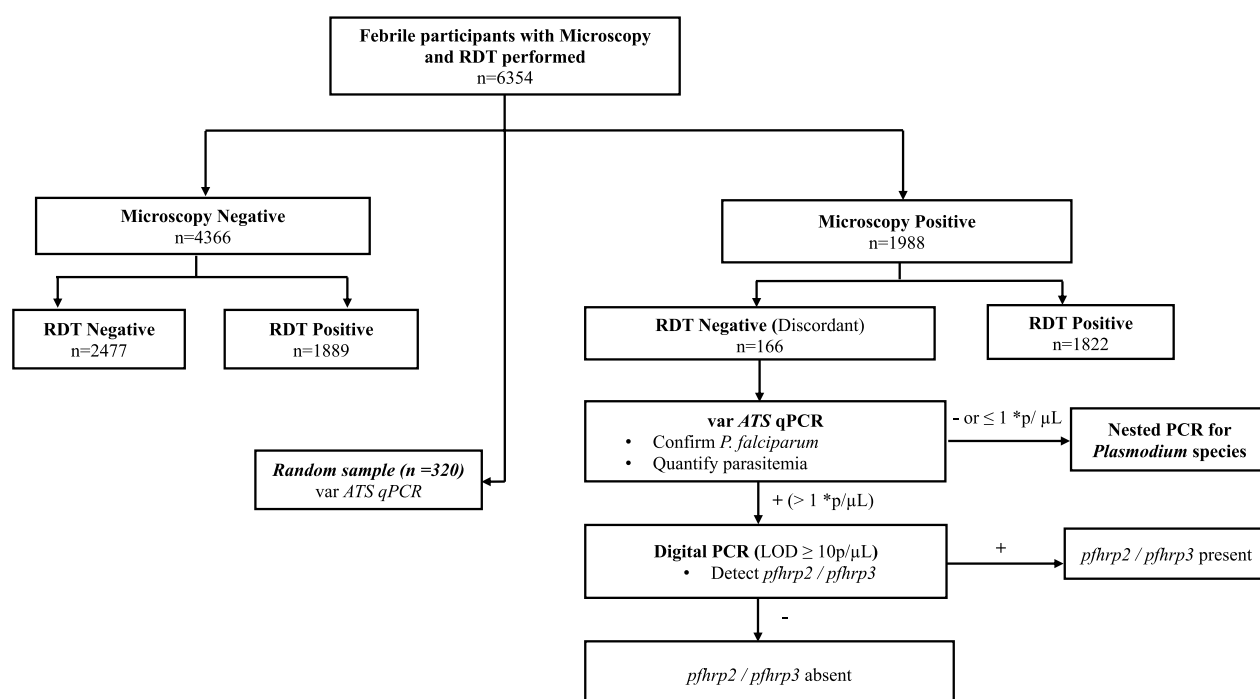 Febrile participants with Microscopy
and RDT performed
n=6354
Microscopy Negative
n=4366
Microscopy Positive
n=1988
RDT Negative
n=2477
RDT Positive
n=1889
RDT Negative (Discordant)
n=166
RDT Positive
n=1822
var ATS qPCR
• Confirm P. falciparum
• Quantify parasitemia
- or ≤ 1 *p/ µL
Nested PCR for
Plasmodium species
Random sample (n =320)
var ATS qPCR
+ (> 1 *p/µL)
Digital PCR (LOD ≥ 10p/µL)
• Detect pfhrp2 / pfhrp3
+
pfhrp2 / pfhrp3 present
-
pfhrp2 / pfhrp3 absent